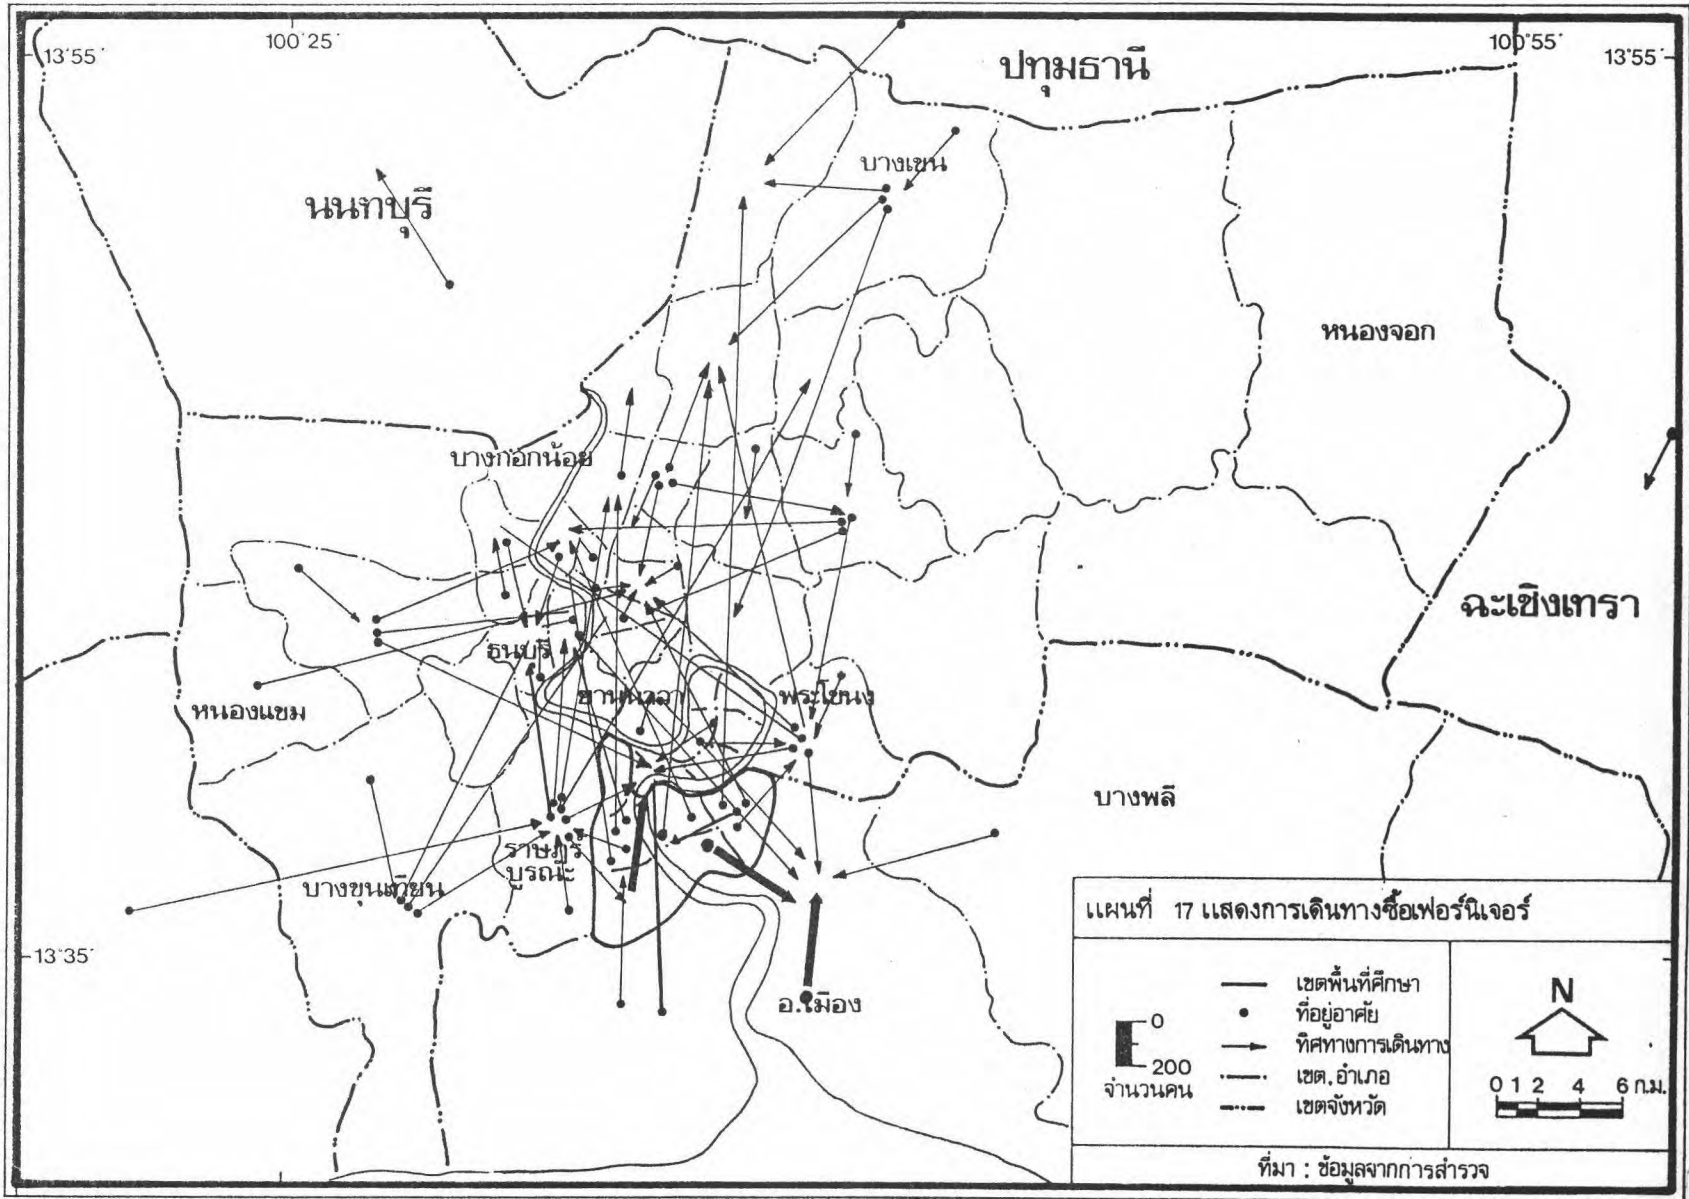 100°25'
100°55'
13°55'
13°55'
ปทุมธานี
บางเขน
นนทบุรี
หนองจอก
บางกอกน้อย
ฉะเชิงเทรา
ธนบุรี
ยานนาวา
พระโขนง
หนองแขม
บางพลี
ราษฎร์
บูรณะ
บางขุนเทียน
13°35'
อ.เมือง
แผนที่ 17 แสดงการเดินทางซื้อเฟอร์นิเจอร์
0
200
จำนวนคน
เขตพื้นที่ศึกษา
ที่อยู่อาศัย
ทิศทางการเดินทาง
เขต.อำเภอ
เขตจังหวัด
N
0 1 2 4 6 ก.ม.
ที่มา : ข้อมูลจากการสำรวจ